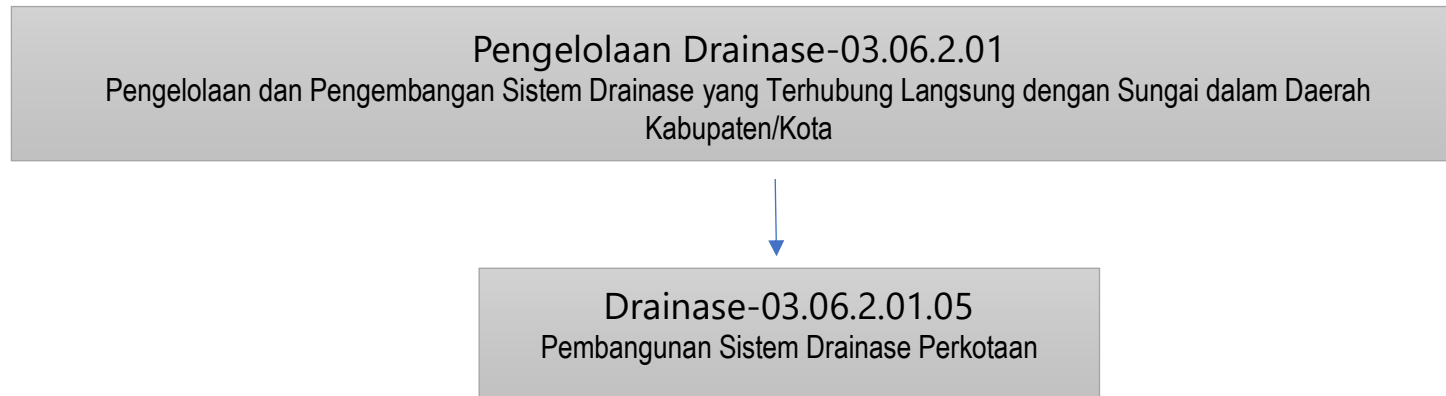 Pengelolaan Drainase-03.06.2.01
Pengelolaan dan Pengembangan Sistem Drainase yang Terhubung Langsung dengan Sungai dalam Daerah
Kabupaten/Kota
Drainase-03.06.2.01.05
Pembangunan Sistem Drainase Perkotaan